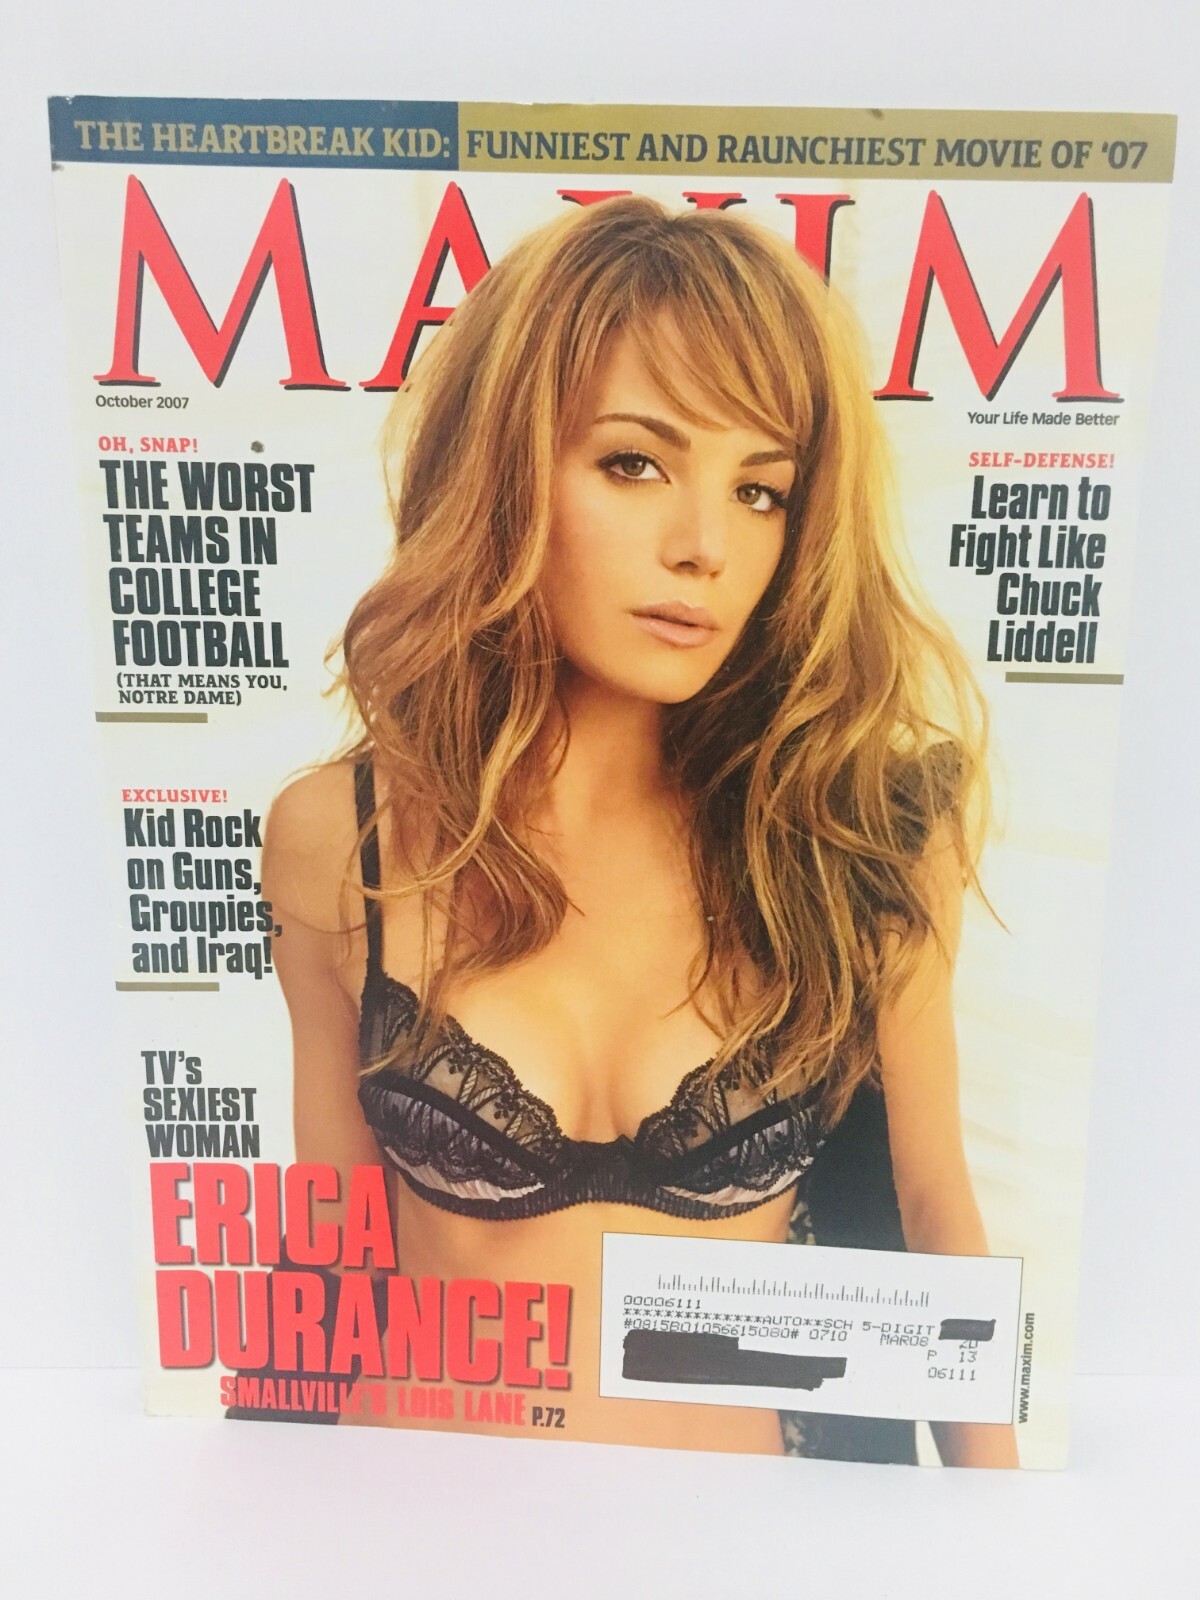 THE HEARTBREAK KID: FUNNIEST AND RAUNCHIEST MOVIE OF '07
MAXIM
October 2007
Your Life Made Better
OH, SNAP!
THE WORST
TEAMS IN
COLLEGE
FOOTBALL
(THAT MEANS YOU,
NOTRE DAME)
SELF-DEFENSE!
Learn to
Fight Like
Chuck
Liddell
EXCLUSIVE!
Kid Rock
on Guns,
Groupies,
and Iraq!
TV's
SEXIEST
WOMAN
ERICA
DURANCE!
SMALLVILLE'S LOIS LANE P.72
00006111
**************AUTO**SCH 5-DIGIT
#0815B01056615080# 0710 MAR08 20
P 13
06111
www.maxim.com